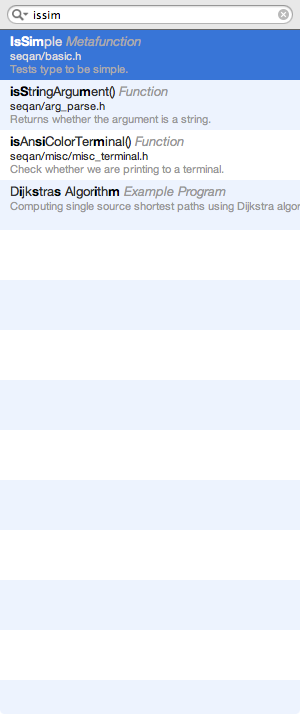 issim
IsSimple Metafunction
seqan/basic.h
Tests type to be simple.
isStringArgument() Function
seqan/arg_parse.h
Returns whether the argument is a string.
isAnsiColorTerminal() Function
seqan/misc/misc_terminal.h
Check whether we are printing to a terminal.
Dijkstras Algorithm Example Program
Computing single source shortest paths using Dijkstra algor